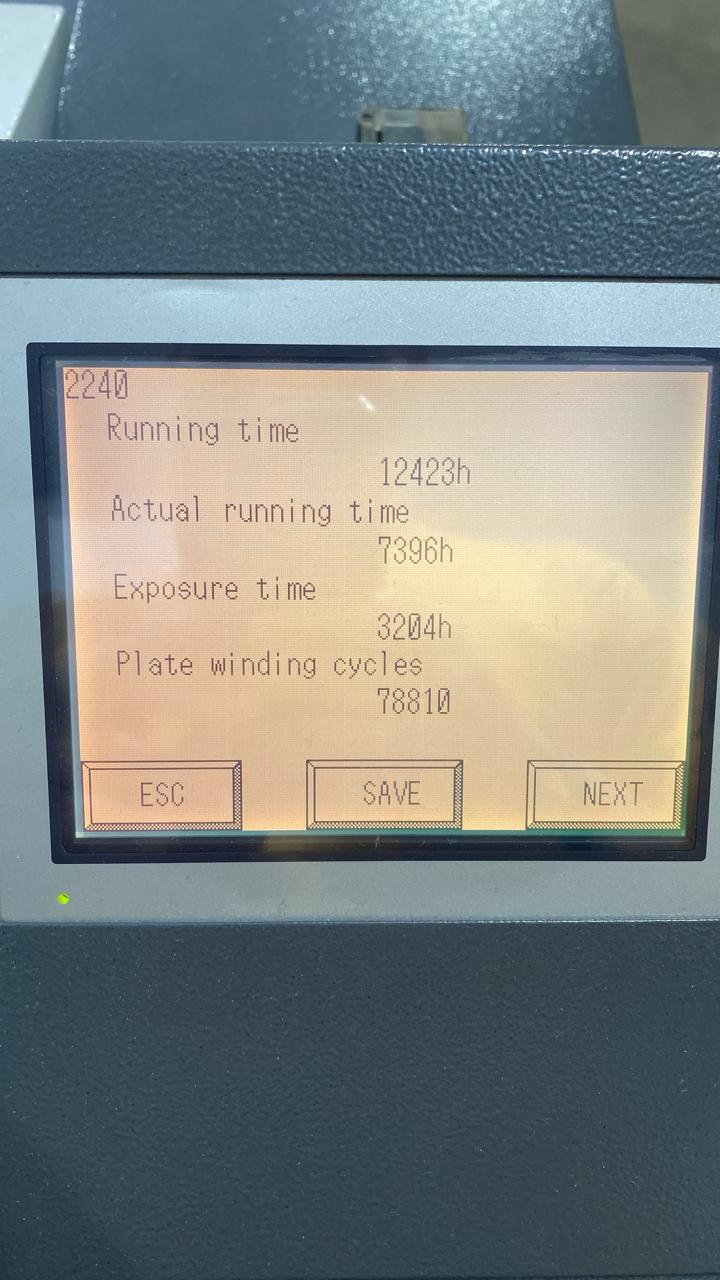 2240
Running time
12423h
Actual running time
7396h
Exposure time
3204h
Plate winding cycles
78810
ESC SAVE NEXT